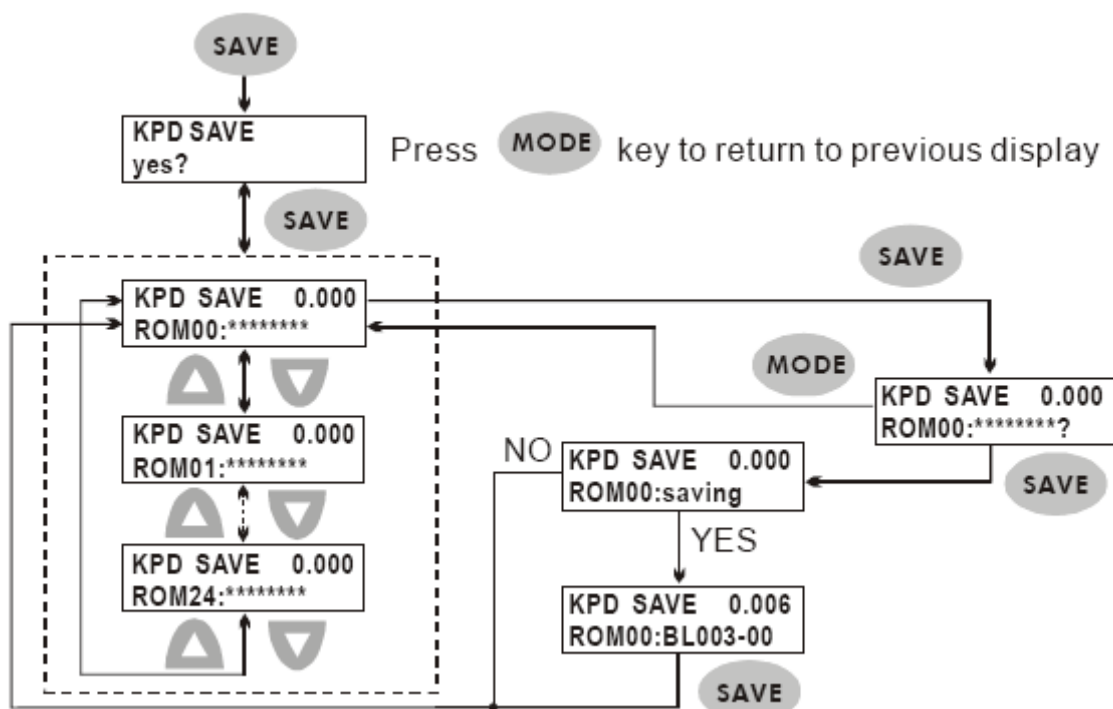 SAVE
KPD SAVE
yes?
Press MODE key to return to previous display
SAVE
SAVE
KPD SAVE 0.000
ROM00:********
MODE
KPD SAVE 0.000
ROM00:********?
KPD SAVE 0.000
ROM01:********
NO
KPD SAVE 0.000
ROM00:saving
SAVE
YES
KPD SAVE 0.000
ROM24:********
KPD SAVE 0.006
ROM00:BL003-00
SAVE